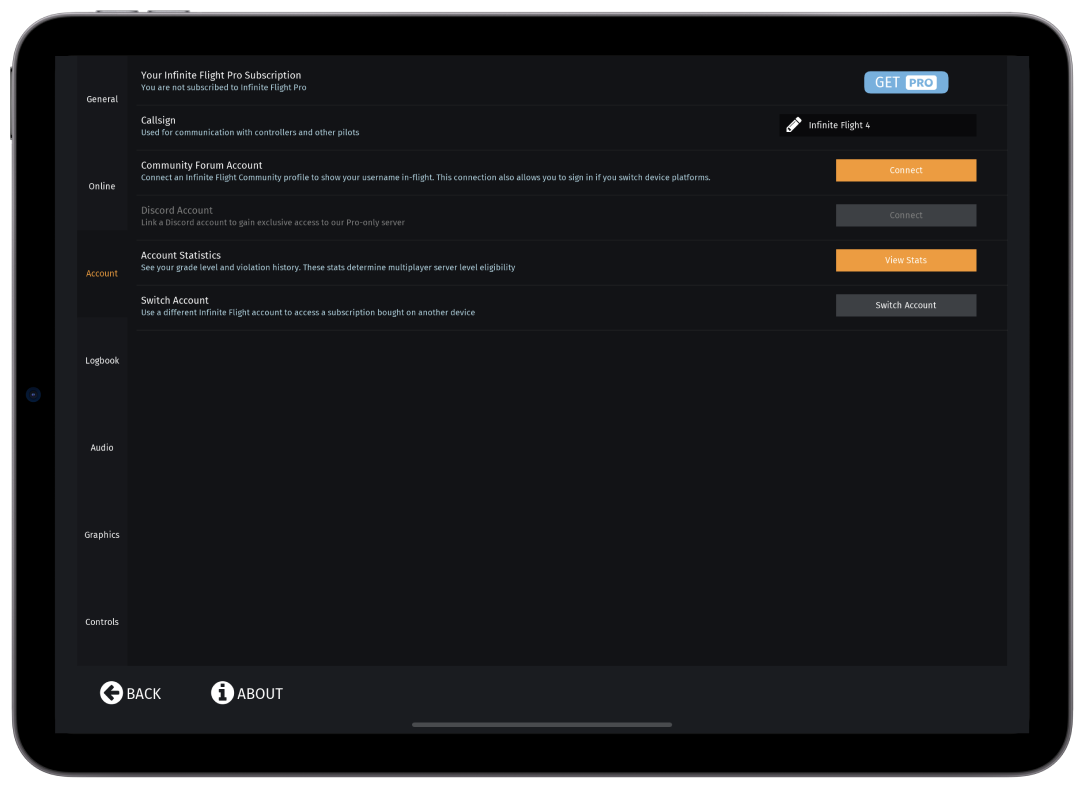 General
Online
Account
Logbook
Audio
Graphics
Controls
Your Infinite Flight Pro Subscription
You are not subscribed to Infinite Flight Pro
GET PRO
Callsign
Used for communication with controllers and other pilots
Infinite Flight 4
Community Forum Account
Connect an Infinite Flight Community profile to show your username in-flight. This connection also allows you to sign in if you switch device platforms.
Connect
Discord Account
Link a Discord account to gain exclusive access to our Pro-only server
Connect
Account Statistics
See your grade level and violation history. These stats determine multiplayer server level eligibility
View Stats
Switch Account
Use a different Infinite Flight account to access a subscription bought on another device
Switch Account
BACK
ABOUT